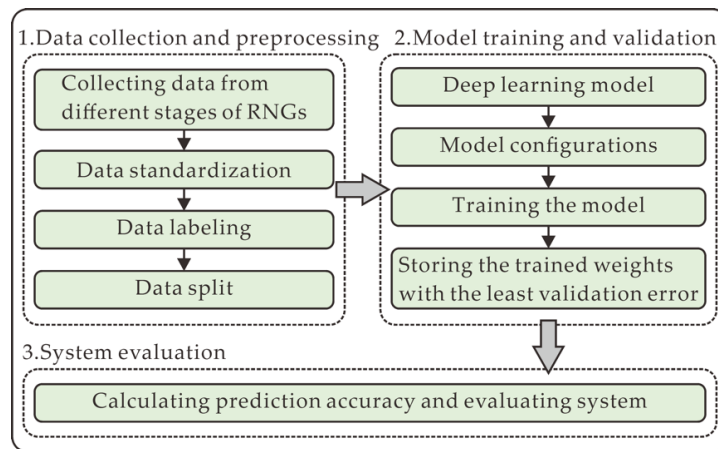 1.Data collection and preprocessing
Collecting data from
different stages of RNGs
Data standardization
Data labeling
Data split
2.Model training and validation
Deep learning model
Model configurations
Training the model
Storing the trained weights
with the least validation error
3.System evaluation
Calculating prediction accuracy and evaluating system